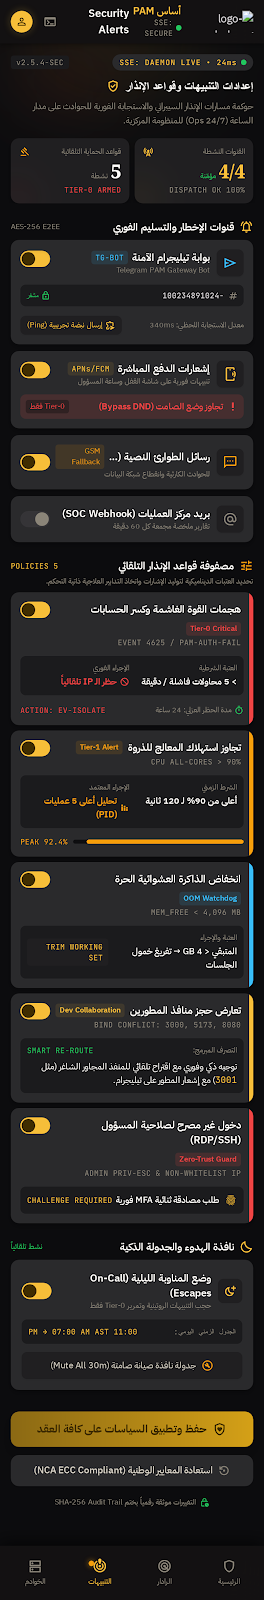 logo-
أساس PAM
SSE: SECURE
Security Alerts
SSE: DAEMON LIVE • 24ms
v2.5.4-SEC
إعدادات التنبيهات وقواعد الإنذار
حوكمة مسارات الإنذار السيبراني والاستجابة الفورية للحوادث على مدار
الساعة (Ops 24/7) للمنظومة المركزية.
القنوات النشطة
4/4 مؤمّنة
DISPATCH OK 100%
قواعد الحماية التلقائية
5 نشطة
TIER-0 ARMED
قنوات الإخطار والتسليم الفوري
AES-256 E2EE
بوابة تيليجرام الآمنة TG-BOT
Telegram PAM Gateway Bot
# -100234891024
مشفر
معدل الاستجابة اللحظي: 340ms
إرسال نبضة تجريبية (Ping)
إشعارات الدفع المباشرة APNs/FCM
تنبيهات فورية على شاشة القفل وساعة المسؤول
! تجاوز وضع الصامت (Bypass DND)
Tier-0 فقط
رسائل الطوارئ النصية (...
GSM Fallback
للحوادث الكارثية وانقطاع شبكة البيانات
بريد مركز العمليات (SOC Webhook)
تقارير ملخصة مجمعة كل 60 دقيقة
مصفوفة قواعد الإنذار التلقائي
POLICIES 5
تحديد العتبات الديناميكية لتوليد الإشارات واتخاذ التدابير العلاجية ذاتية التحكم.
هجمات القوة الغاشمة وكسر الحسابات
Tier-0 Critical
EVENT 4625 / PAM-AUTH-FAIL
العتبة الشرطية
> 5 محاولات فاشلة / دقيقة
الإجراء الفوري
حظر الـ IP تلقائياً
مدة الحظر العزلي: 24 ساعة
ACTION: EV-ISOLATE
تجاوز استهلاك المعالج للذروة Tier-1 Alert
CPU ALL-CORES > 90%
الشرط الزمني
أعلى من 90% لـ 120 ثانية
الإجراء المعتمد
تحليل أعلى 5 عمليات (PID)
PEAK 92.4%
انخفاض الذاكرة العشوائية الحرة
OOM Watchdog
MEM_FREE < 4,096 MB
العتبة والإجراء
المتبقي < 4 GB → تفريغ خمول الجلسات
TRIM WORKING SET
تعارض حجز منافذ المطورين Dev Collaboration
BIND CONFLICT: 3000, 5173, 8080
التصرف المبرمج:
SMART RE-ROUTE
توجيه ذكي وفوري مع اقتراح تلقائي للمنفذ المجاور الشاغر (مثل
3001) مع إشعار المطور على تيليجرام.
دخول غير مصرح لصلاحية المسؤول (RDP/SSH)
Zero-Trust Guard
ADMIN PRIV-ESC & NON-WHITELIST IP
طلب مصادقة ثنائية MFA فورية
CHALLENGE REQUIRED
نافذة الهدوء والجدولة الذكية
نشط تلقائياً
وضع المناوبة الليلية (On-Call Escapes)
حجب التنبيهات الروتينية وتمرير Tier-0 فقط
الجدول الزمني اليومي:
11:00 PM → 07:00 AM AST
جدولة نافذة صيانة صامتة (Mute All 30m)
حفظ وتطبيق السياسات على كافة العقد
استعادة المعايير الوطنية (NCA ECC Compliant)
التغييرات موثقة رقمياً بختم SHA-256 Audit Trail
الرئيسية
الرادار
التنبيهات
الخوادم